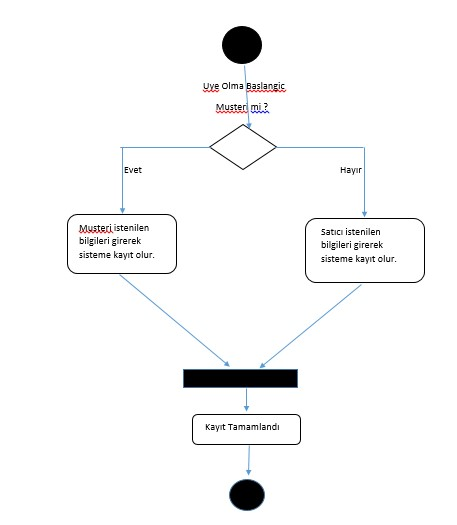 Uye Olma Baslangic
Musteri mi ?
Evet
Hayır
Musteri istenilen
bilgileri girerek
sisteme kayıt olur.
Satıcı istenilen
bilgileri girerek
sisteme kayıt olur.
Kayıt Tamamlandı